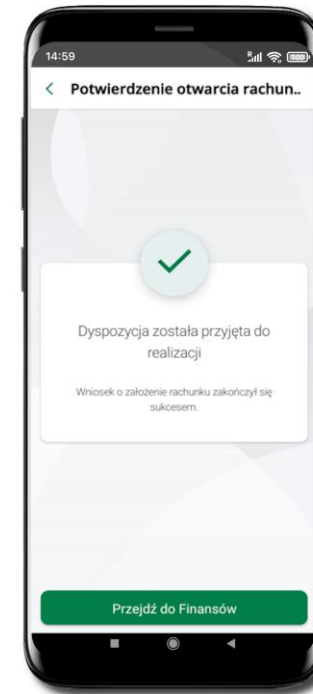 14:59
Potwierdzenie otwarcia rachun..
Dyspozycja została przyjęta do
realizacji
Wniosek o założenie rachunku zakończył się
sukcesem.
Przejdź do Finansów